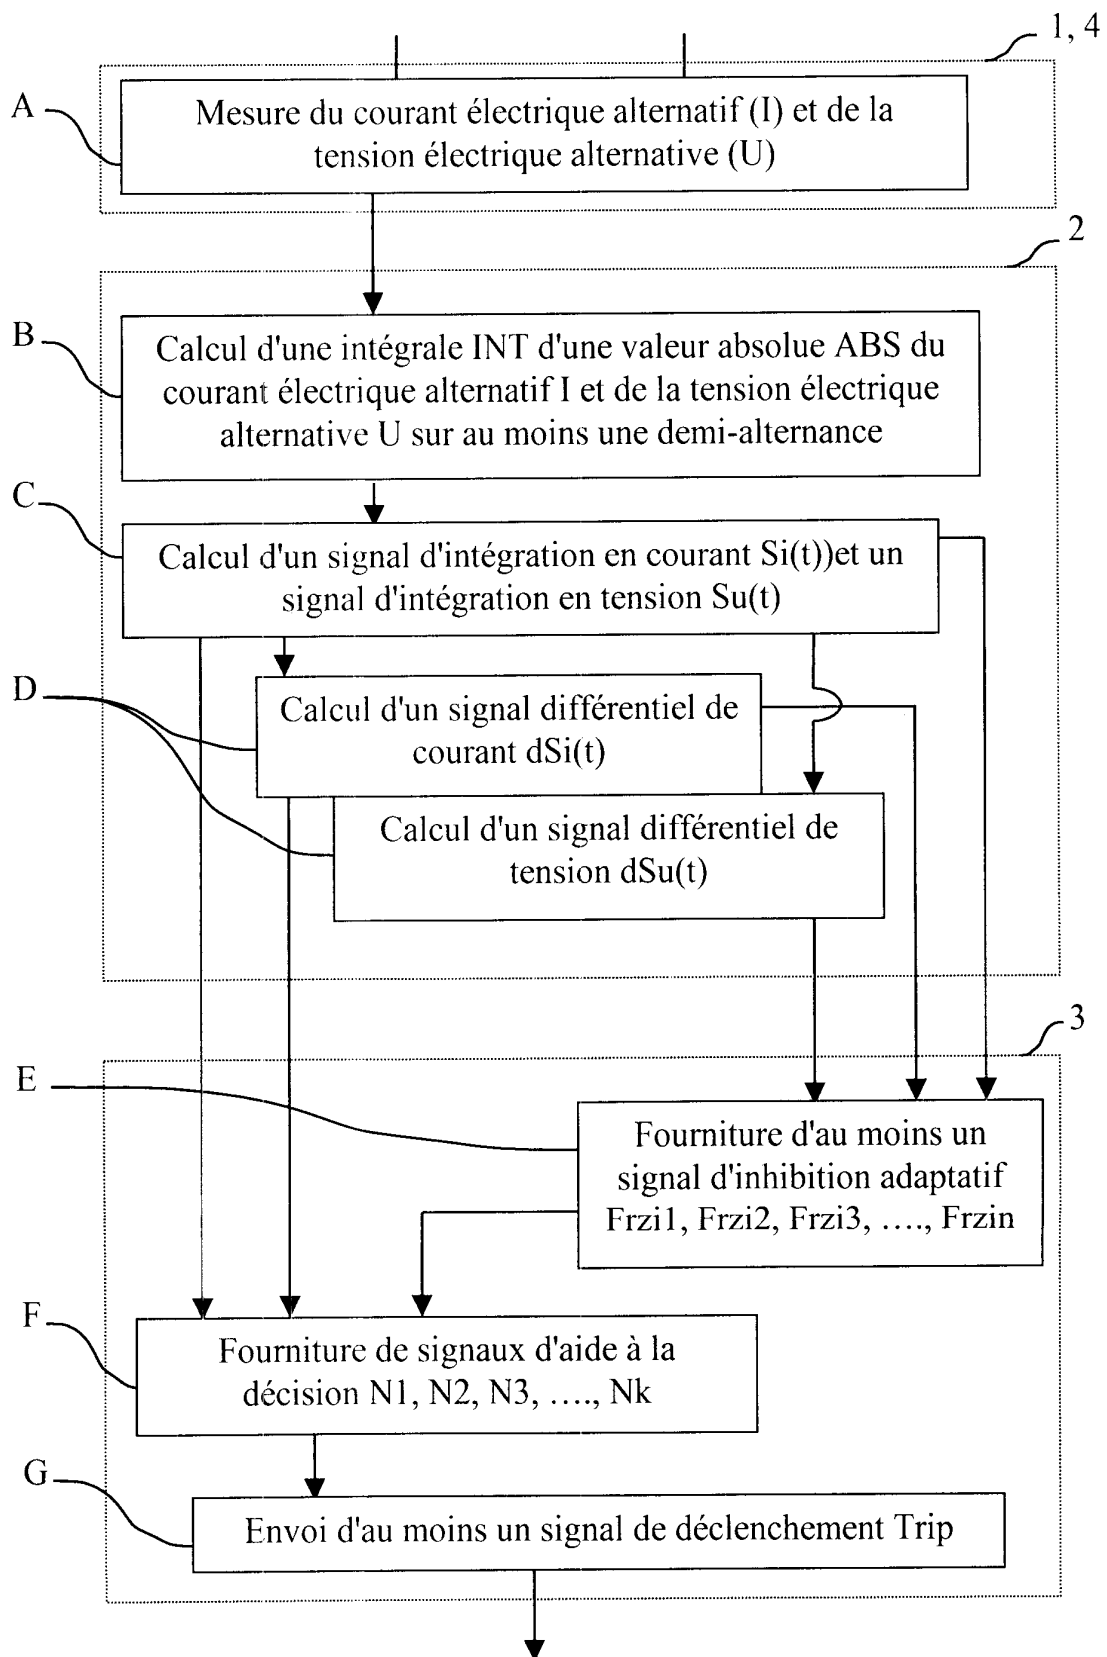 1, 4
A
Mesure du courant électrique alternatif (I) et de la
tension électrique alternative (U)
2
B
Calcul d'une intégrale INT d'une valeur absolue ABS du
courant électrique alternatif I et de la tension électrique
alternative U sur au moins une demi-alternance
C
Calcul d'un signal d'intégration en courant Si(t))et un
signal d'intégration en tension Su(t)
D
Calcul d'un signal différentiel de
courant dSi(t)
Calcul d'un signal différentiel de
tension dSu(t)
3
E
Fourniture d'au moins un
signal d'inhibition adaptatif
Frzi1, Frzi2, Frzi3, …., Frzin
F
Fourniture de signaux d'aide à la
décision N1, N2, N3, …., Nk
G
Envoi d'au moins un signal de déclenchement Trip